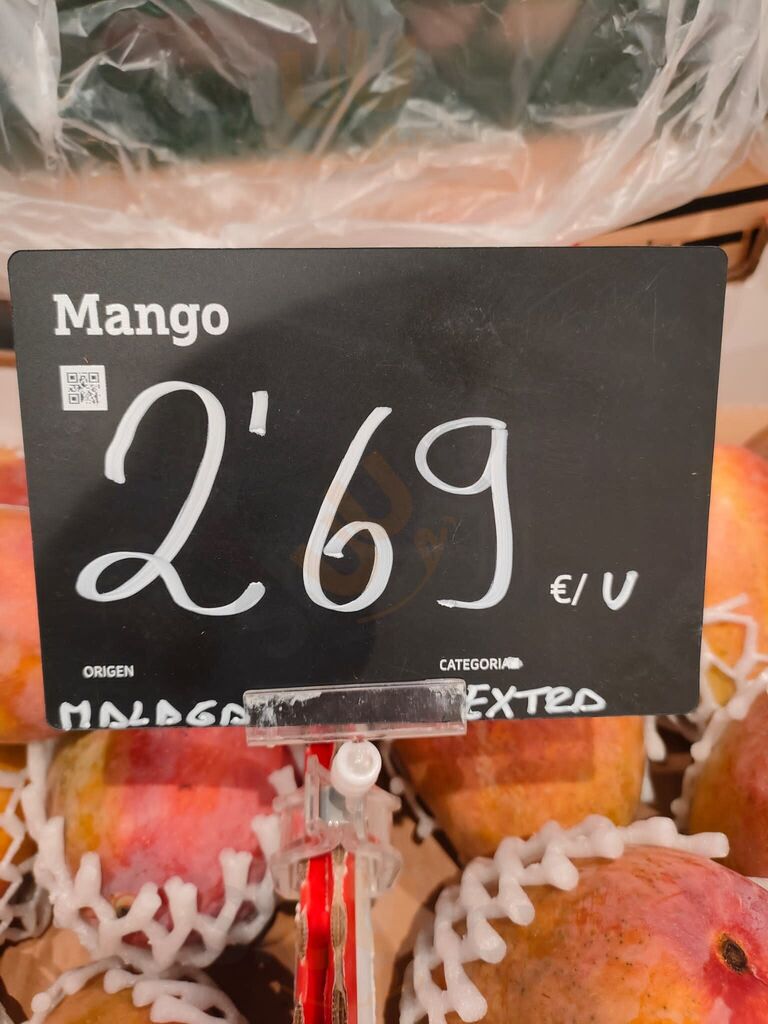 Mango
2'69 €/U
ORIGEN CATEGORIA
MALAGA EXTRA